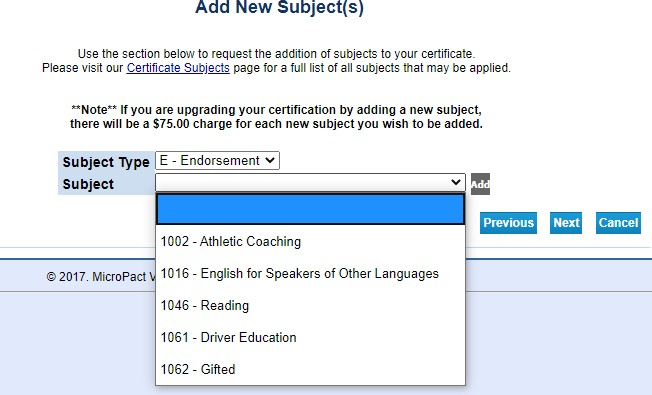 Add New Subject(s)
Use the section below to request the addition of subjects to your certificate.
Please visit our Certificate Subjects page for a full list of all subjects that may be applied.
**Note** If you are upgrading your certification by adding a new subject,
there will be a $75.00 charge for each new subject you wish to be added.
Subject Type E - Endorsement
Subject Add
Previous Next Cancel
1002 - Athletic Coaching
1016 - English for Speakers of Other Languages
© 2017. MicroPact V
1046 - Reading
1061 - Driver Education
1062 - Gifted